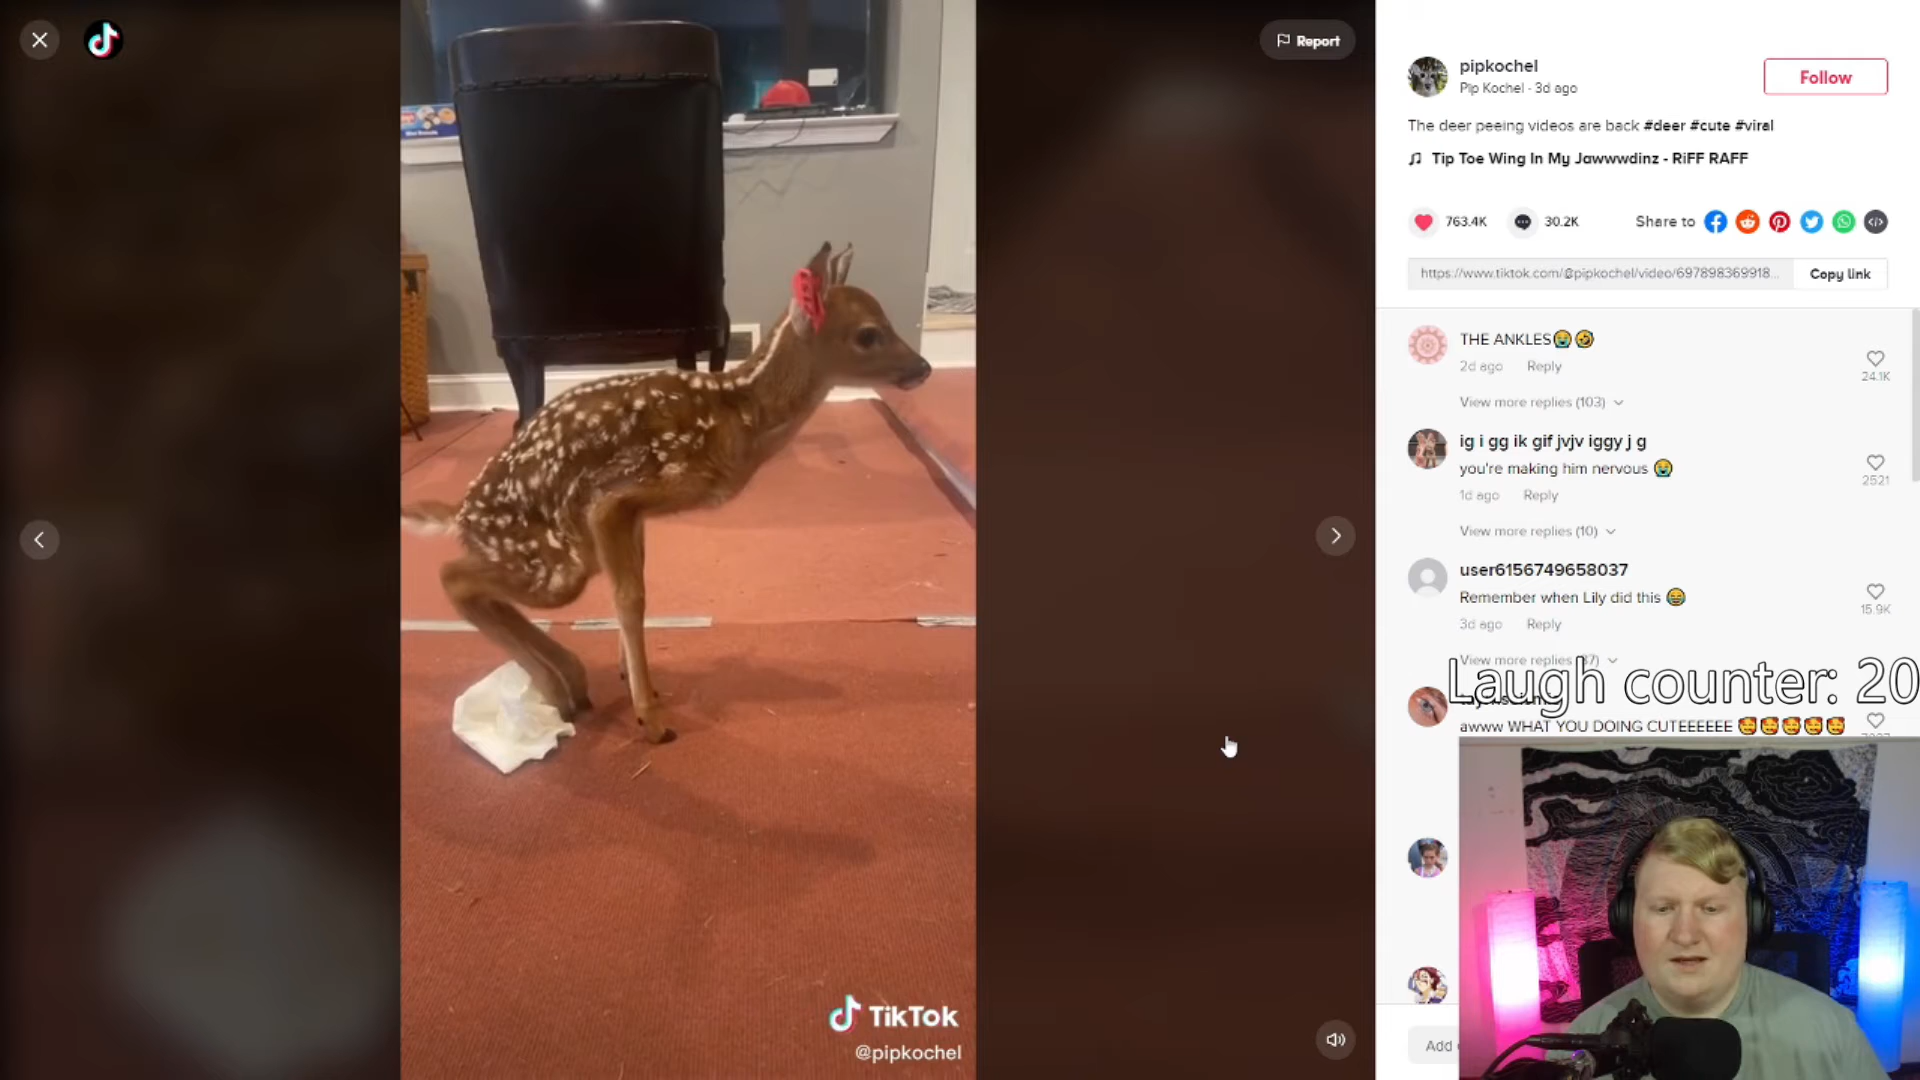 Report
pipkochel
Pip Kochel · 3d ago
Follow
The deer peeing videos are back #deer #cute #viral
Tip Toe Wing In My Jawwwdinz - RiFF RAFF
763.4K
30.2K
Share to
https://www.tiktok.com/@pipkochel/video/697898369918...
Copy link
THE ANKLES😭🤣
2d ago Reply
24.1K
View more replies (103)
ig i gg ik gif jvjv iggy j g
you're making him nervous 😭
2521
1d ago Reply
View more replies (10)
user6156749658037
Remember when Lily did this 😂
15.9K
3d ago Reply
View more replies
Laugh counter: 20
awww WHAT YOU DOING CUTEEEEEE 🥰🥰🥰🥰🥰
Add
TikTok
@pipkochel